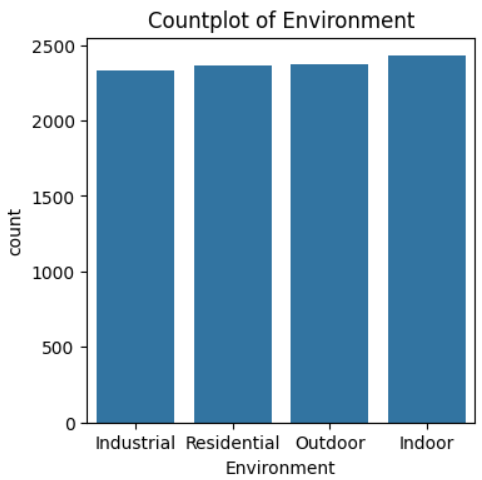 Countplot of Environment
2500
2000
1500
1000
500
0
count
Industrial Residential Outdoor Indoor
Environment